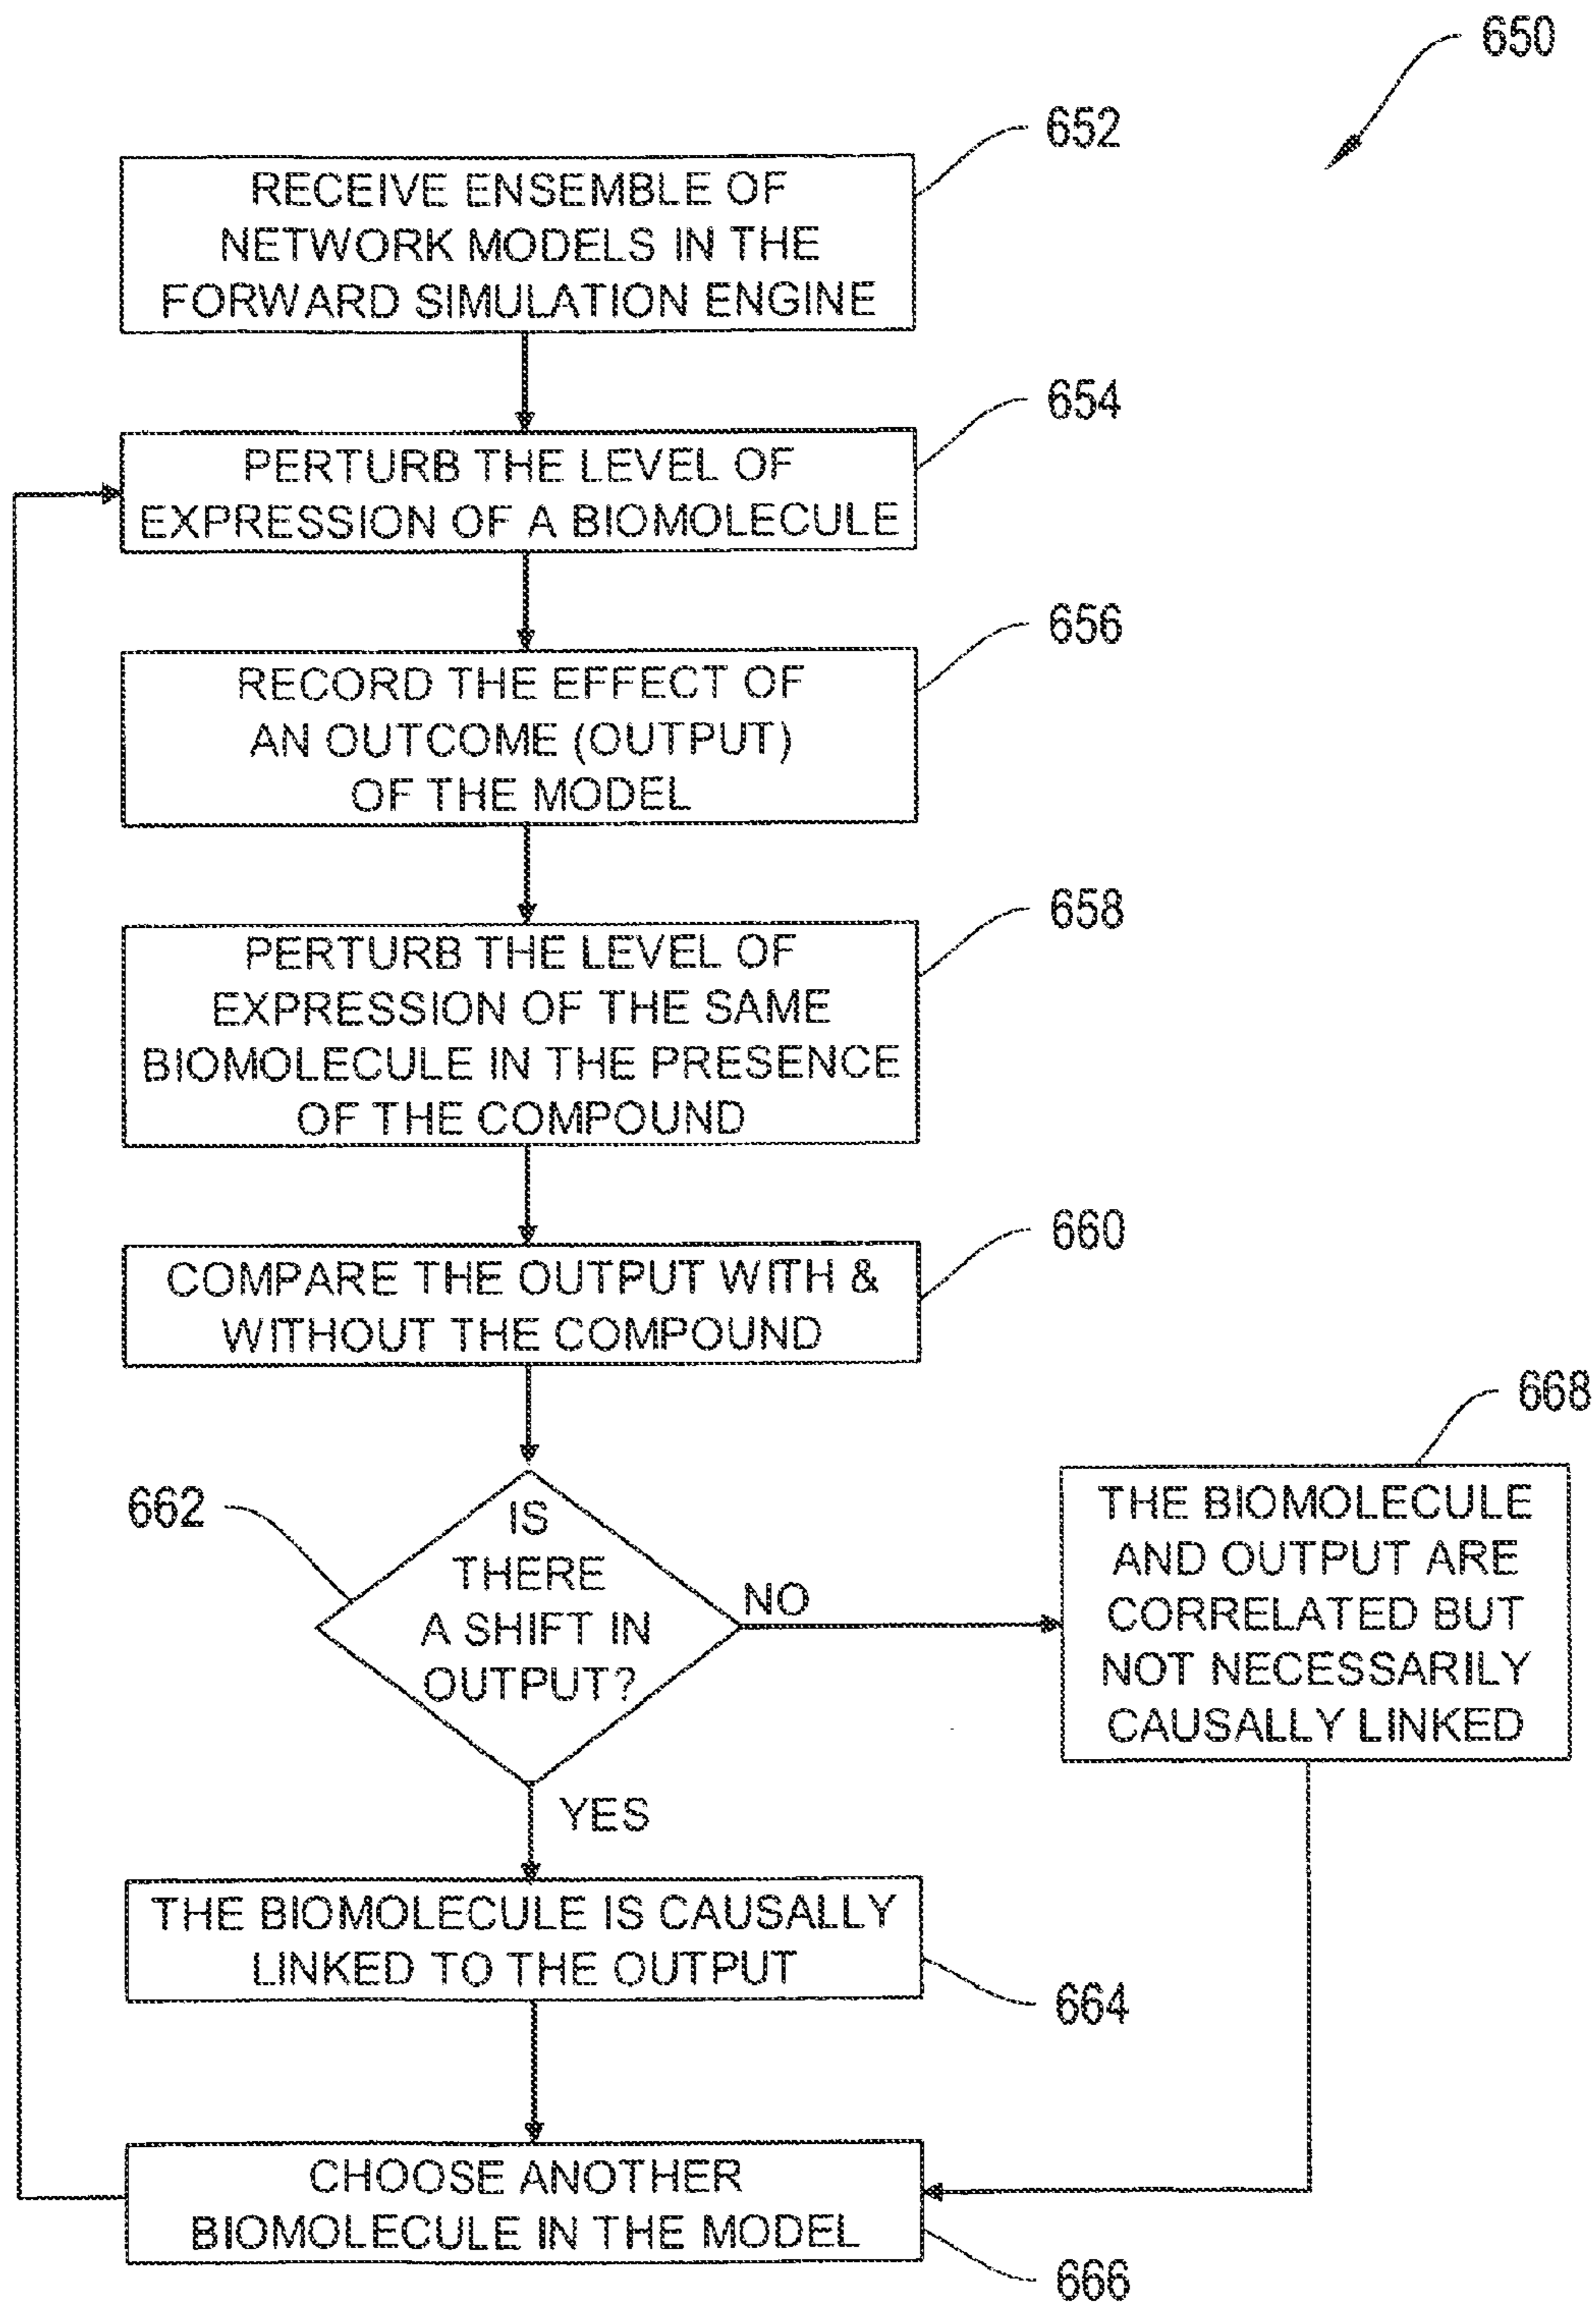 650
652
RECEIVE ENSEMBLE OF
NETWORK MODELS IN THE
FORWARD SIMULATION ENGINE
654
PERTURB THE LEVEL OF
EXPRESSION OF A BIOMOLECULE
656
RECORD THE EFFECT OF
AN OUTCOME (OUTPUT)
OF THE MODEL
658
PERTURB THE LEVEL OF
EXPRESSION OF THE SAME
BIOMOLECULE IN THE PRESENCE
OF THE COMPOUND
660
COMPARE THE OUTPUT WITH &
WITHOUT THE COMPOUND
662
IS
THERE
A SHIFT IN
OUTPUT?
NO
668
THE BIOMOLECULE
AND OUTPUT ARE
CORRELATED BUT
NOT NECESSARILY
CAUSALLY LINKED
YES
THE BIOMOLECULE IS CAUSALLY
LINKED TO THE OUTPUT
664
CHOOSE ANOTHER
BIOMOLECULE IN THE MODEL
666